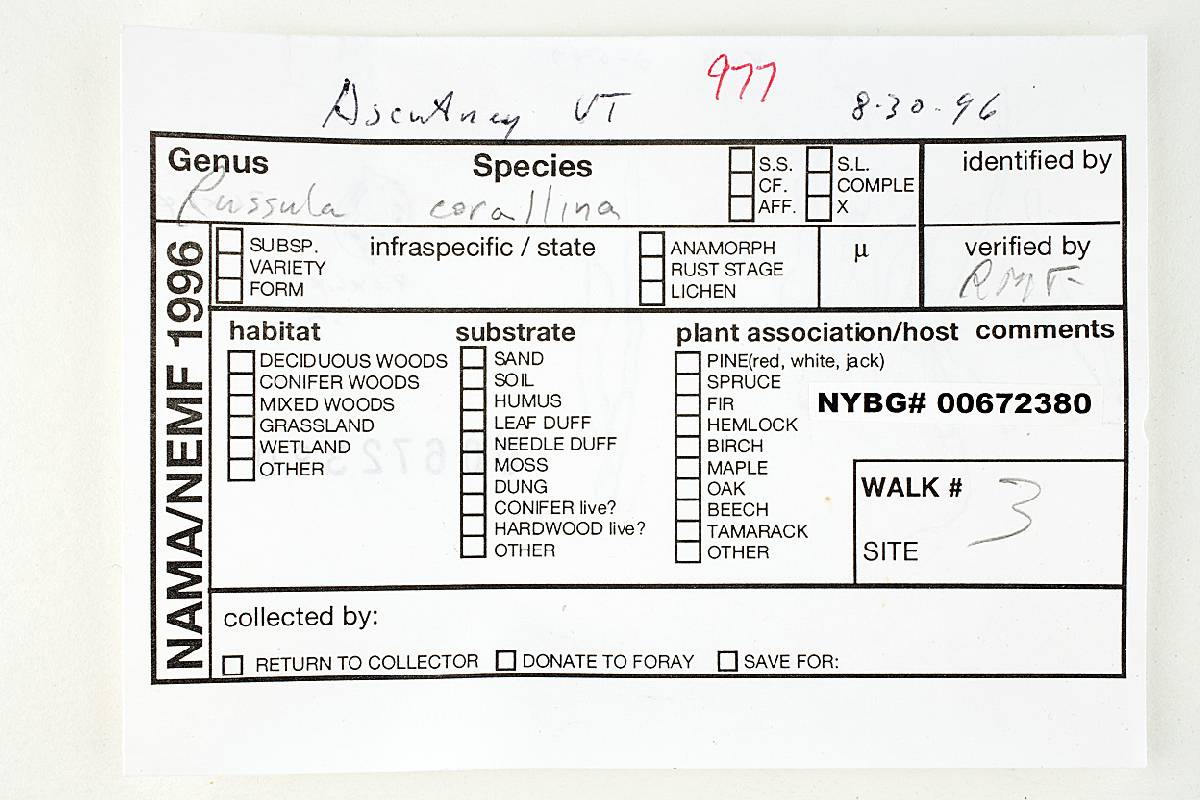 977
Ascutney VT 8·30·96
Genus Species S.S. S.L. identified by
CF. COMPLE
Russula corallina AFF. X
NAMA/NEMF 1996
SUBSP. infraspecific / state ANAMORPH µ verified by
VARIETY RUST STAGE RMF
FORM LICHEN
habitat substrate plant association/host comments
DECIDUOUS WOODS SAND PINE(red, white, jack)
CONIFER WOODS SOIL SPRUCE
MIXED WOODS HUMUS FIR NYBG# 00672380
GRASSLAND LEAF DUFF HEMLOCK
WETLAND NEEDLE DUFF BIRCH
OTHER MOSS MAPLE
DUNG OAK WALK # 3
CONIFER live? BEECH
HARDWOOD live? TAMARACK
OTHER OTHER SITE
collected by:
RETURN TO COLLECTOR DONATE TO FORAY SAVE FOR: